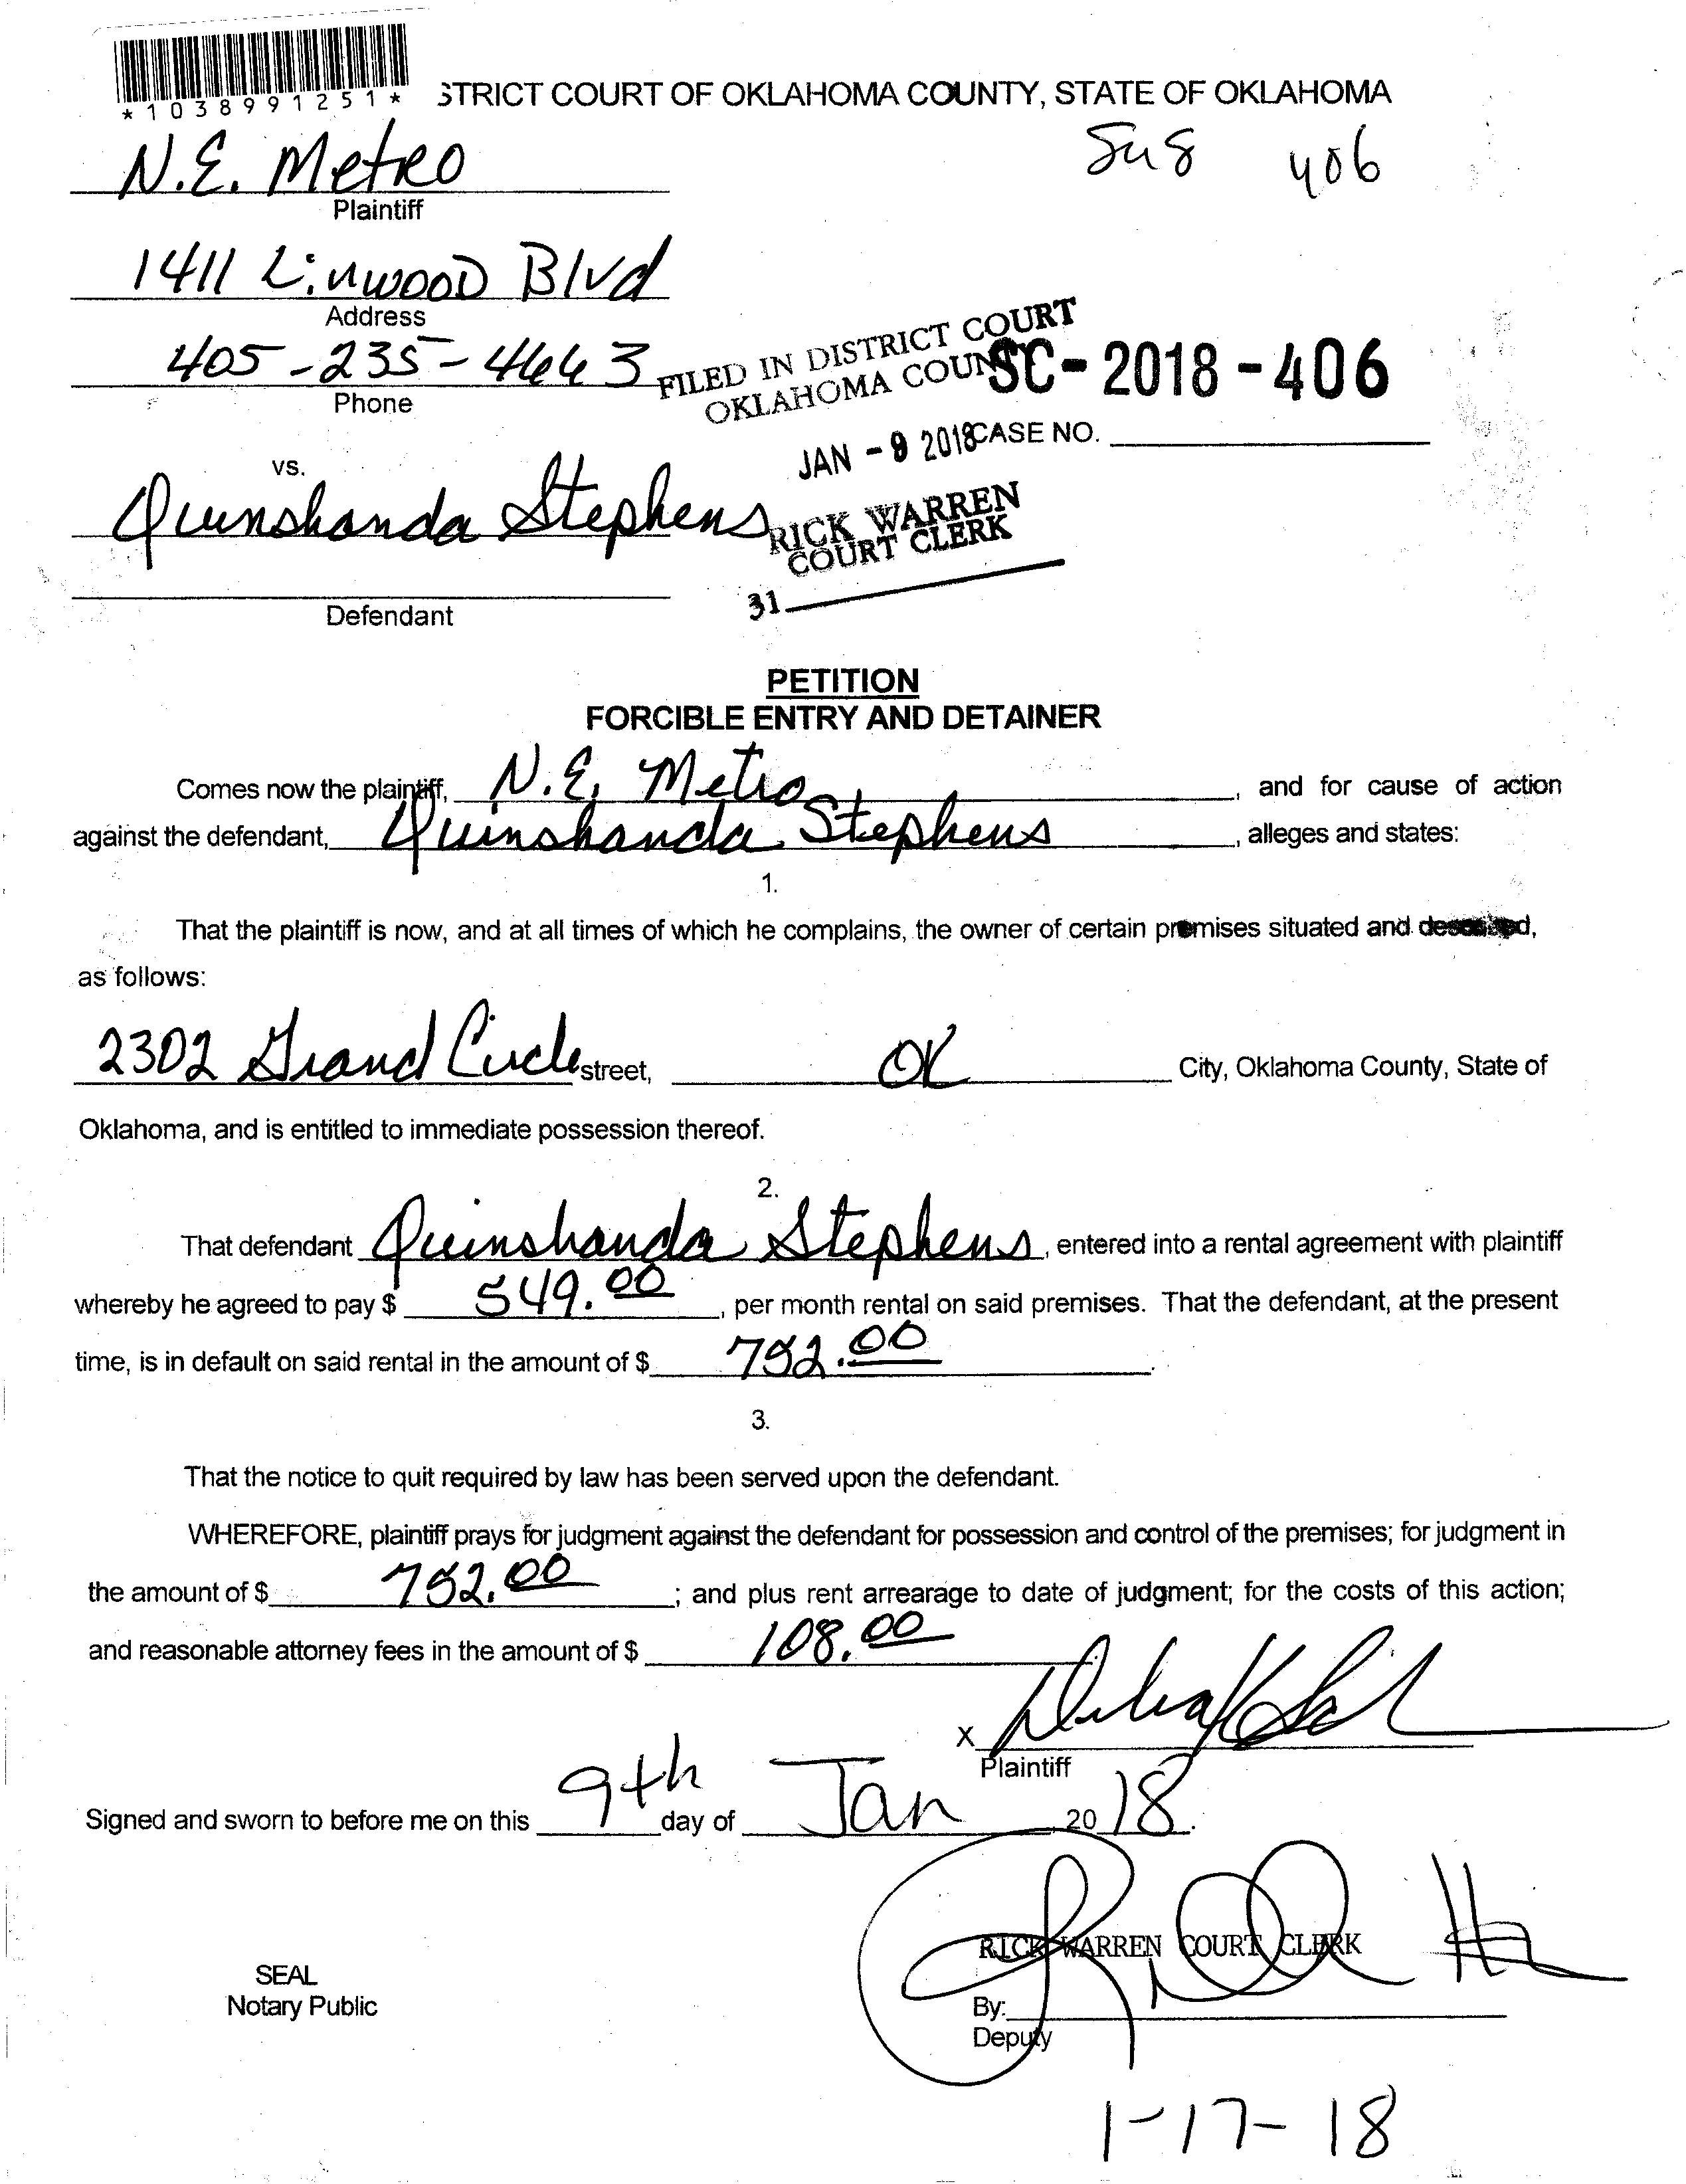 *1038991251*
STRICT COURT OF OKLAHOMA COUNTY, STATE OF OKLAHOMA
N.E. Metro
406
Plaintiff
1411 Linwood Blvd
Address
405-235-4663
Phone
FILED IN DISTRICT COURT
OKLAHOMA COUNTY
SC-2018-406
JAN -9 2018
CASE NO.
vs.
Quinshanda Stephens
RICK WARREN
COURT CLERK
31
Defendant
PETITION
FORCIBLE ENTRY AND DETAINER
Comes now the plaintiff, N.E. Metro, and for cause of action
against the defendant, Quinshanda Stephens, alleges and states:
1.
That the plaintiff is now, and at all times of which he complains, the owner of certain premises situated and
as follows:
2302 Grand Circle street, OK City, Oklahoma County, State of
Oklahoma, and is entitled to immediate possession thereof.
2.
That defendant Quinshanda Stephens, entered into a rental agreement with plaintiff
whereby he agreed to pay $ 549.00, per month rental on said premises. That the defendant, at the present
time, is in default on said rental in the amount of $ 752.00.
3.
That the notice to quit required by law has been served upon the defendant.
WHEREFORE, plaintiff prays for judgment against the defendant for possession and control of the premises; for judgment in
the amount of $ 752.00; and plus rent arrearage to date of judgment; for the costs of this action;
and reasonable attorney fees in the amount of $ 108.00
X
Plaintiff
Signed and sworn to before me on this 9th day of Jan 2018.
RICK WARREN COURT CLERK
SEAL
Notary Public
By:
Deputy
1-17-18